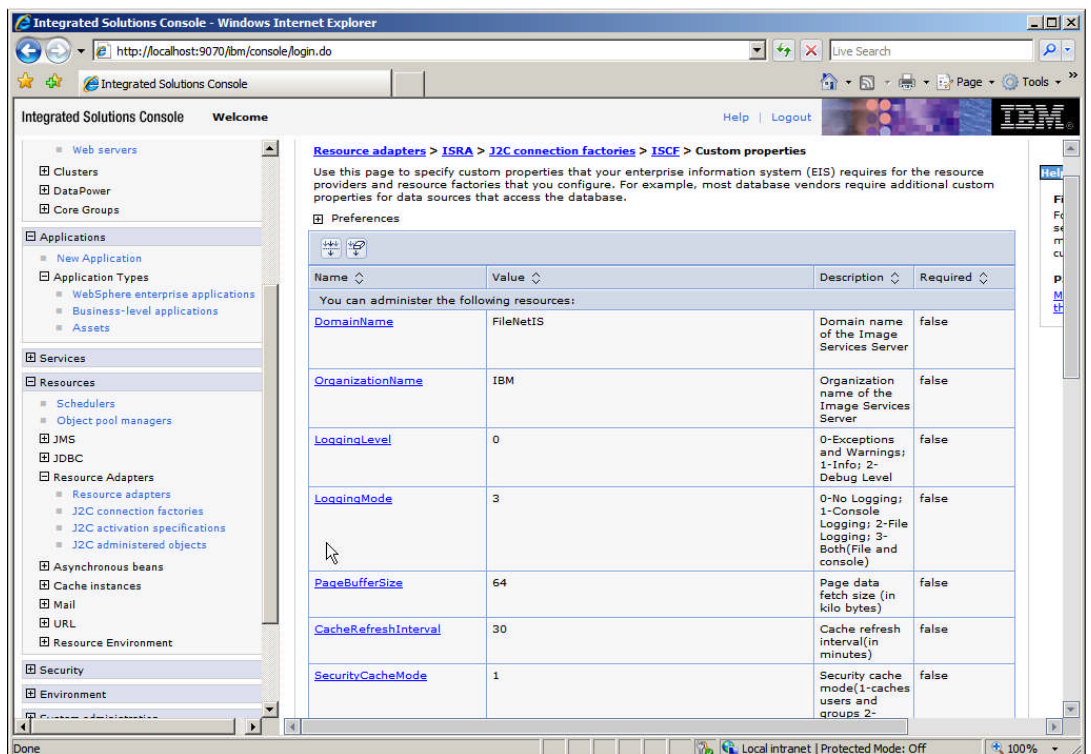 Integrated Solutions Console - Windows Internet Explorer
http://localhost:9070/ibm/console/login.do
Live Search
Integrated Solutions Console
Page
Tools
Integrated Solutions Console Welcome
Help | Logout
IBM
Web servers
Clusters
DataPower
Core Groups
Applications
New Application
Application Types
WebSphere enterprise applications
Business-level applications
Assets
Services
Resources
Schedulers
Object pool managers
JMS
JDBC
Resource Adapters
Resource adapters
J2C connection factories
J2C activation specifications
J2C administered objects
Asynchronous beans
Cache instances
Mail
URL
Resource Environment
Security
Environment
System administration
Resource adapters > ISRA > J2C connection factories > ISCF > Custom properties
Use this page to specify custom properties that your enterprise information system (EIS) requires for the resource
providers and resource factories that you configure. For example, most database vendors require additional custom
properties for data sources that access the database.
Preferences
Name Value Description Required
You can administer the following resources:
DomainName FileNetIS Domain name false
of the Image
Services Server
OrganizationName IBM Organization false
name of the
Image Services
Server
LoggingLevel 0 0-Exceptions false
and Warnings;
1-Info; 2-
Debug Level
LoggingMode 3 0-No Logging; false
1-Console
Logging; 2-File
Logging; 3-
Both(File and
console)
PageBufferSize 64 Page data false
fetch size (in
kilo bytes)
CacheRefreshInterval 30 Cache refresh false
interval(in
minutes)
SecurityCacheMode 1 Security cache false
mode(1-caches
users and
groups 2-
Done
Local intranet | Protected Mode: Off
100%